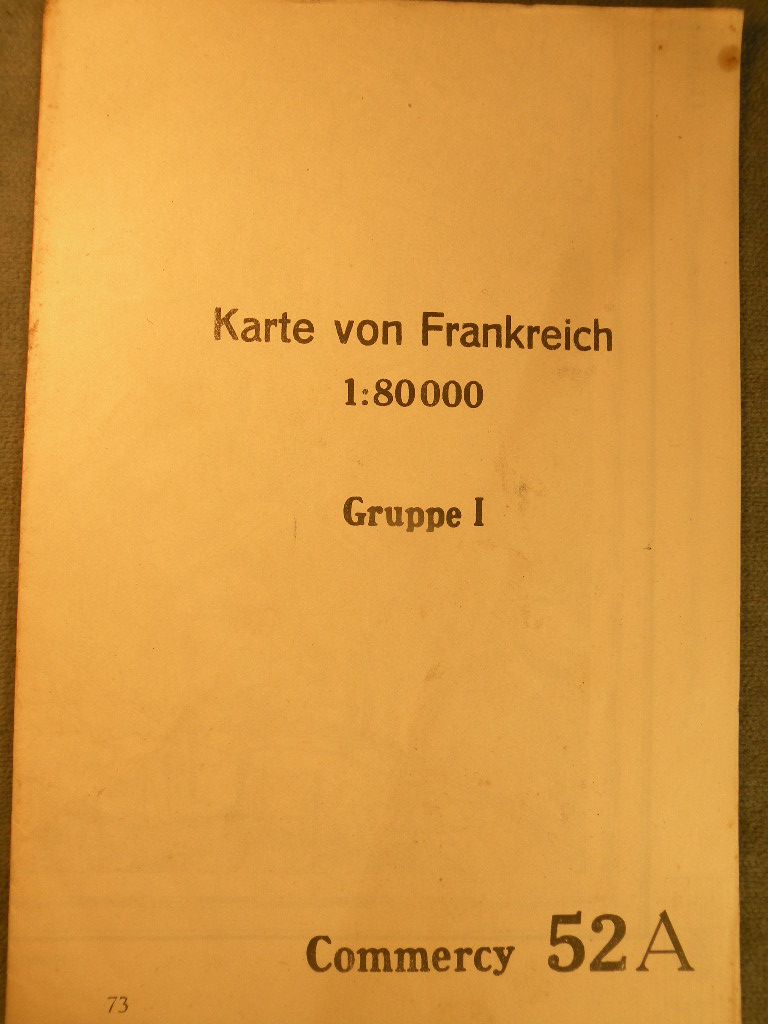 Karte von Frankreich
1:80000
Gruppe I
Commercy 52A
73